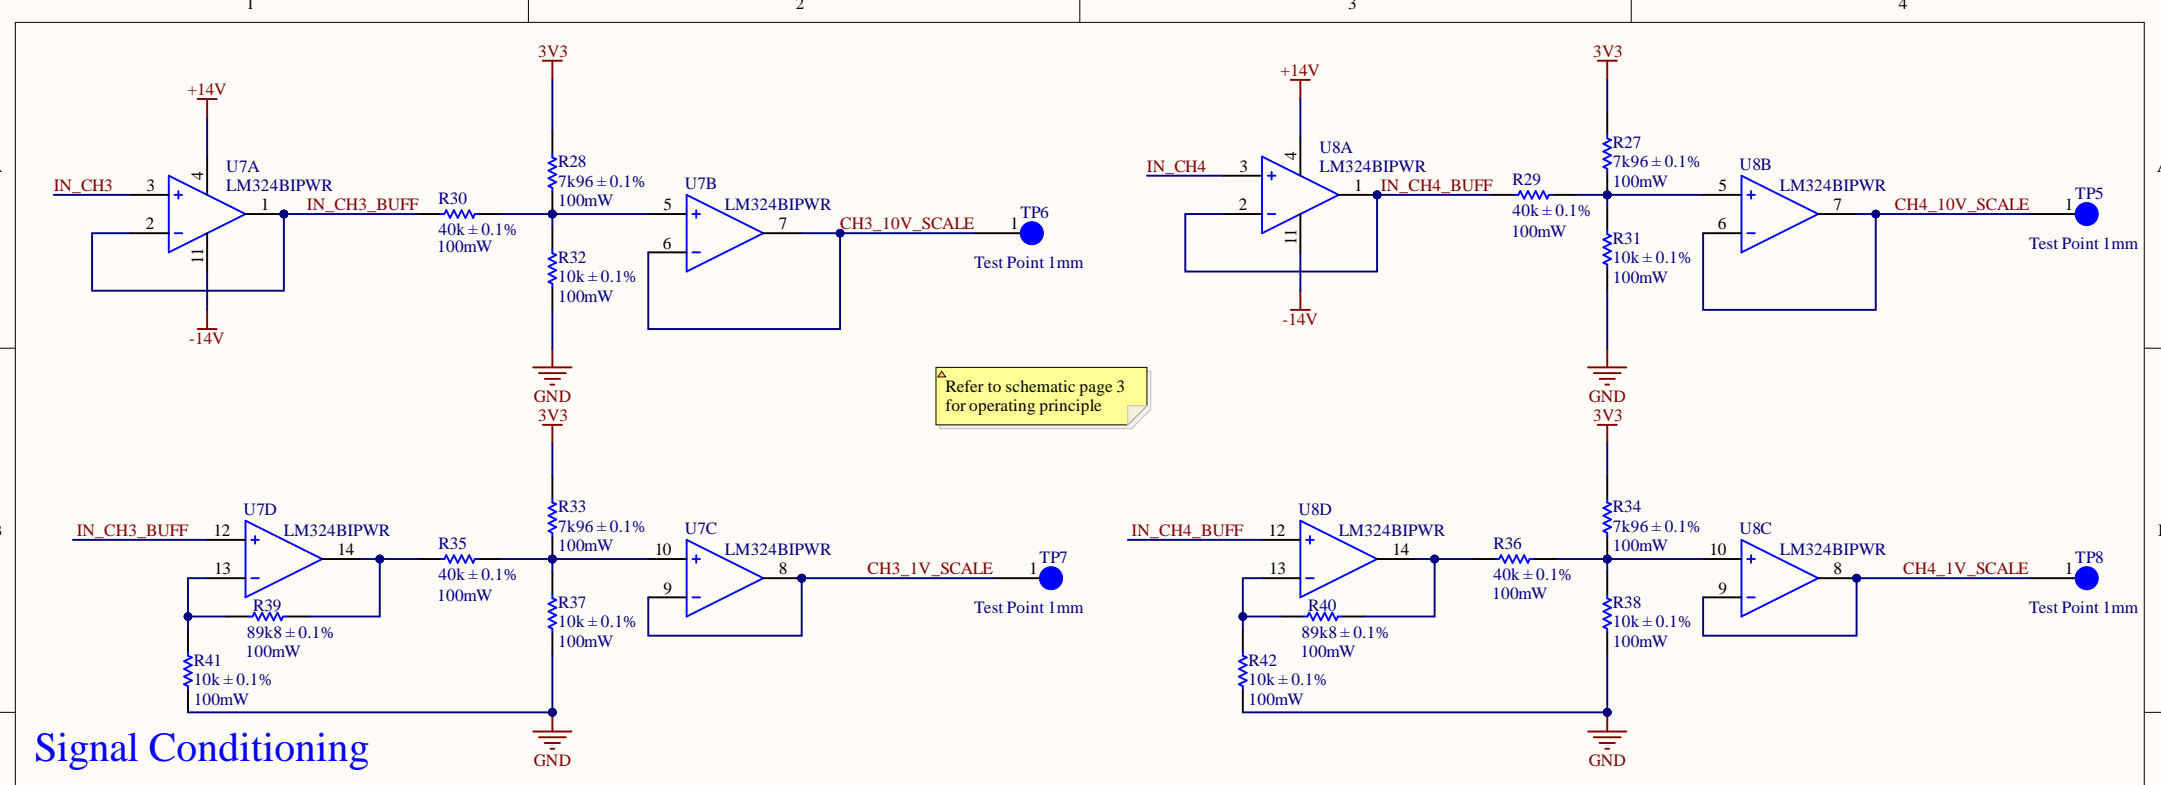 1
2
3
4
3V3
+14V
U7A
LM324BIPWR
IN_CH3
3
2
4
11
1
IN_CH3_BUFF
-14V
R30
40k ± 0.1%
100mW
R28
7k96 ± 0.1%
100mW
R32
10k ± 0.1%
100mW
GND
U7B
LM324BIPWR
5
6
7
CH3_10V_SCALE
1
TP6
Test Point 1mm
3V3
+14V
U8A
LM324BIPWR
IN_CH4
3
2
4
11
1
IN_CH4_BUFF
-14V
R29
40k ± 0.1%
100mW
R27
7k96 ± 0.1%
100mW
R31
10k ± 0.1%
100mW
GND
U8B
LM324BIPWR
5
6
7
CH4_10V_SCALE
1
TP5
Test Point 1mm
Refer to schematic page 3
for operating principle
3V3
U7D
LM324BIPWR
IN_CH3_BUFF
12
13
14
R35
40k ± 0.1%
100mW
R39
89k8 ± 0.1%
100mW
R41
10k ± 0.1%
100mW
R33
7k96 ± 0.1%
100mW
R37
10k ± 0.1%
100mW
GND
U7C
LM324BIPWR
10
9
8
CH3_1V_SCALE
1
TP7
Test Point 1mm
3V3
U8D
LM324BIPWR
IN_CH4_BUFF
12
13
14
R36
40k ± 0.1%
100mW
R40
89k8 ± 0.1%
100mW
R42
10k ± 0.1%
100mW
R34
7k96 ± 0.1%
100mW
R38
10k ± 0.1%
100mW
GND
U8C
LM324BIPWR
10
9
8
CH4_1V_SCALE
1
TP8
Test Point 1mm
Signal Conditioning